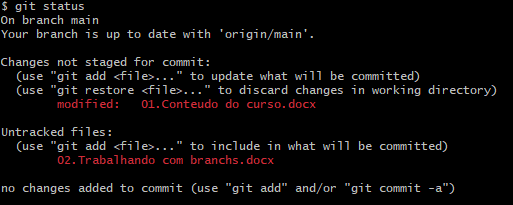 $ git status
On branch main
Your branch is up to date with 'origin/main'.
Changes not staged for commit:
(use "git add <file>..." to update what will be committed)
(use "git restore <file>..." to discard changes in working directory)
modified: 01.Conteudo do curso.docx
Untracked files:
(use "git add <file>..." to include in what will be committed)
02.Trabalhando com branchs.docx
no changes added to commit (use "git add" and/or "git commit -a")